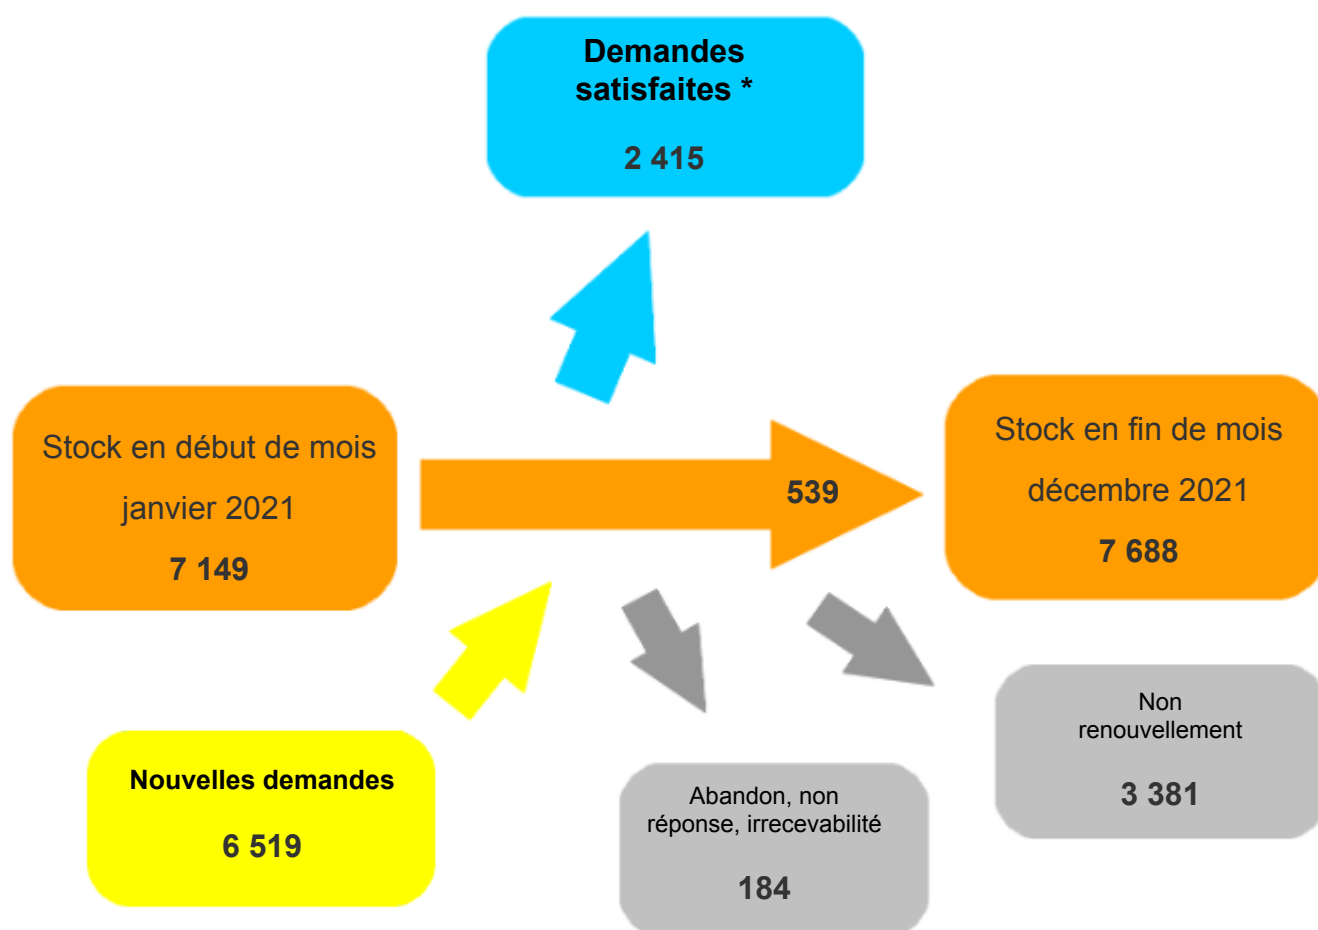 Demandes
satisfaites *
2 415
Stock en début de mois
janvier 2021
7 149
539
Stock en fin de mois
décembre 2021
7 688
Nouvelles demandes
6 519
Abandon, non
réponse, irrecevabilité
184
Non
renouvellement
3 381